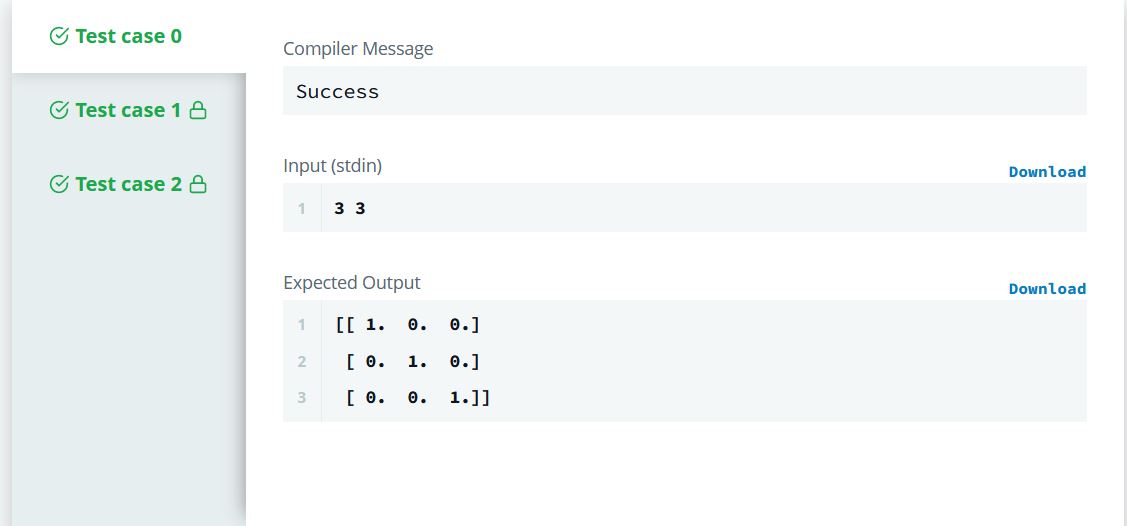 Test case 0
Test case 1
Test case 2
Compiler Message
Success
Input (stdin)
Download
1 3 3
Expected Output
Download
1 [[ 1.  0.  0.]
2  [ 0.  1.  0.]
3  [ 0.  0.  1.]]